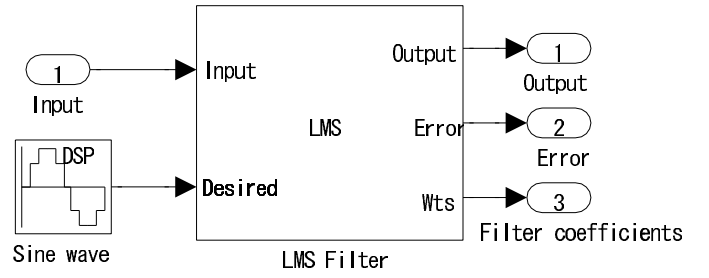 1
Input
DSP
Sine wave
Input
Desired
LMS
Output
Error
Wts
LMS Filter
1
Output
2
Error
3
Filter coefficients